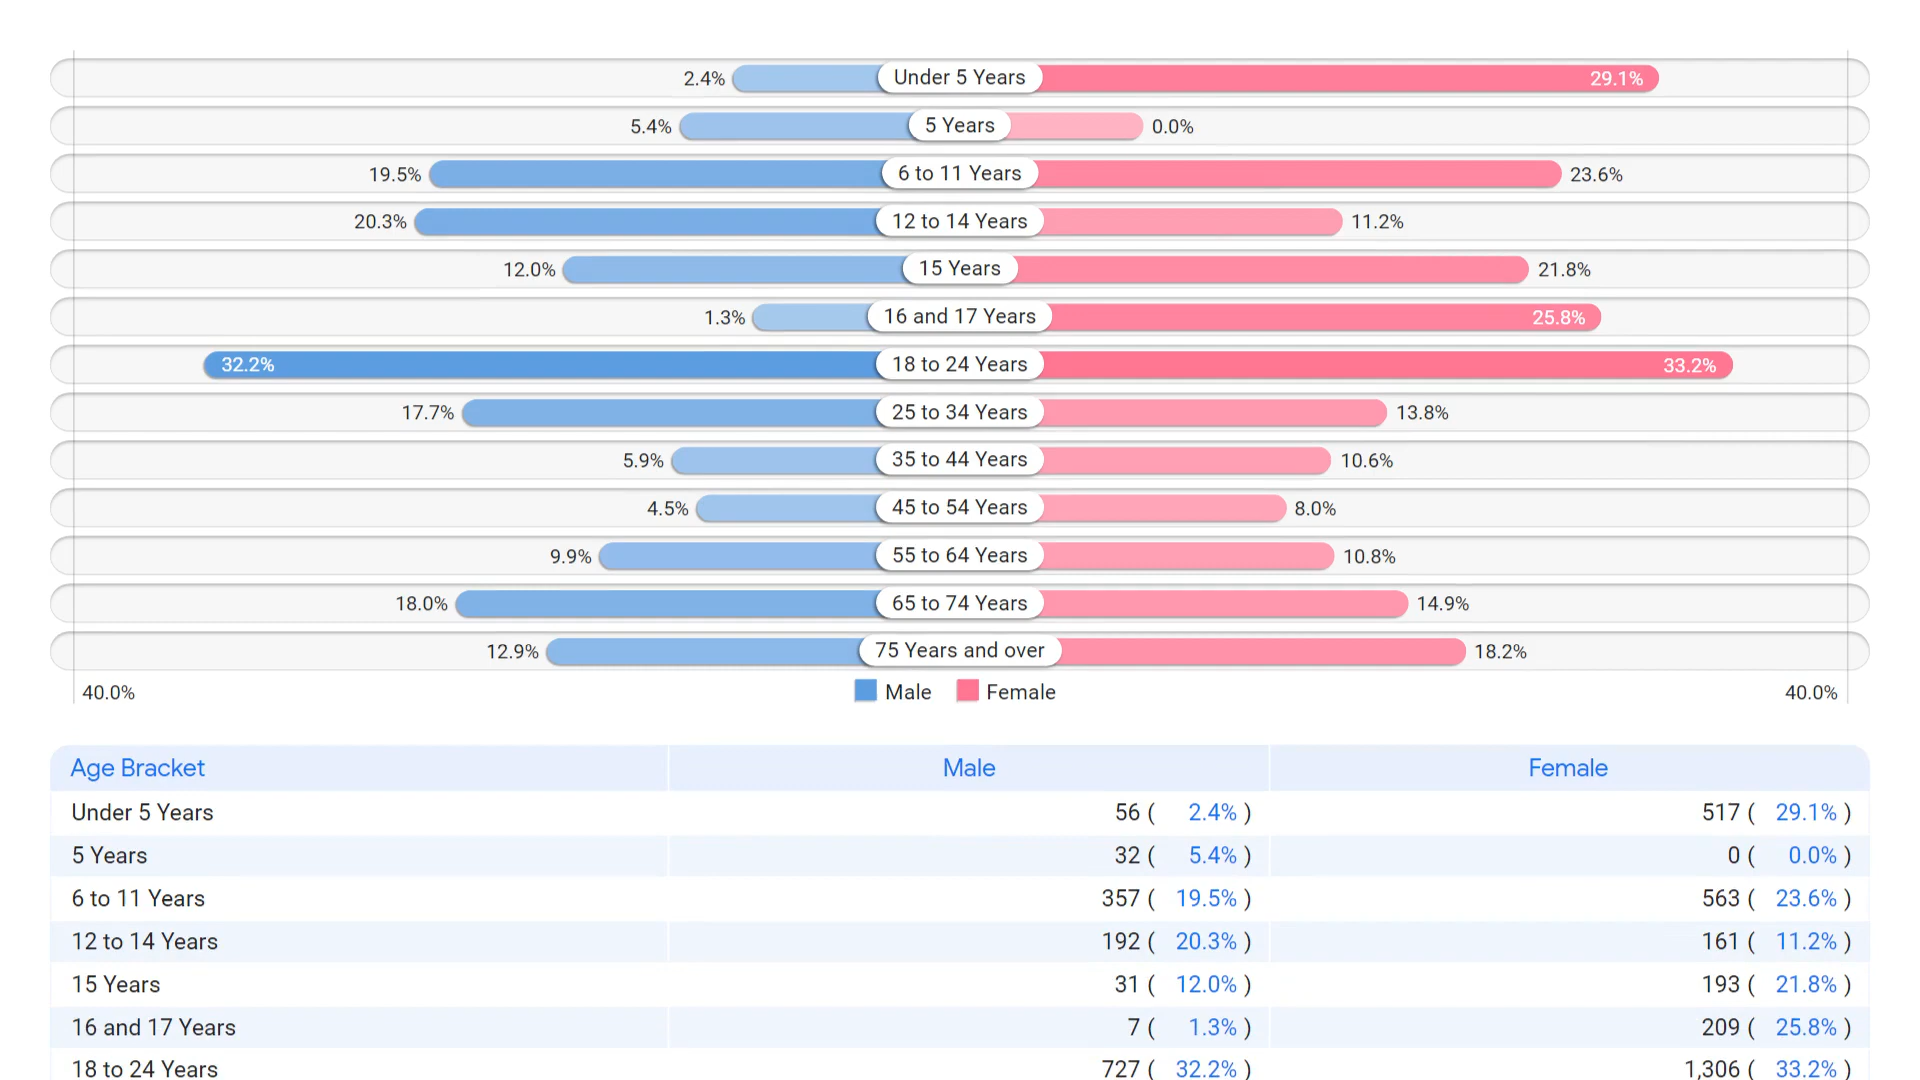 2.4% Under 5 Years 29.1%
5.4% 5 Years 0.0%
19.5% 6 to 11 Years 23.6%
20.3% 12 to 14 Years 11.2%
12.0% 15 Years 21.8%
1.3% 16 and 17 Years 25.8%
32.2% 18 to 24 Years 33.2%
17.7% 25 to 34 Years 13.8%
5.9% 35 to 44 Years 10.6%
4.5% 45 to 54 Years 8.0%
9.9% 55 to 64 Years 10.8%
18.0% 65 to 74 Years 14.9%
12.9% 75 Years and over 18.2%
40.0% Male Female 40.0%
Age Bracket Male Female
Under 5 Years 56 ( 2.4% ) 517 ( 29.1% )
5 Years 32 ( 5.4% ) 0 ( 0.0% )
6 to 11 Years 357 ( 19.5% ) 563 ( 23.6% )
12 to 14 Years 192 ( 20.3% ) 161 ( 11.2% )
15 Years 31 ( 12.0% ) 193 ( 21.8% )
16 and 17 Years 7 ( 1.3% ) 209 ( 25.8% )
18 to 24 Years 727 ( 32.2% ) 1,306 ( 33.2% )